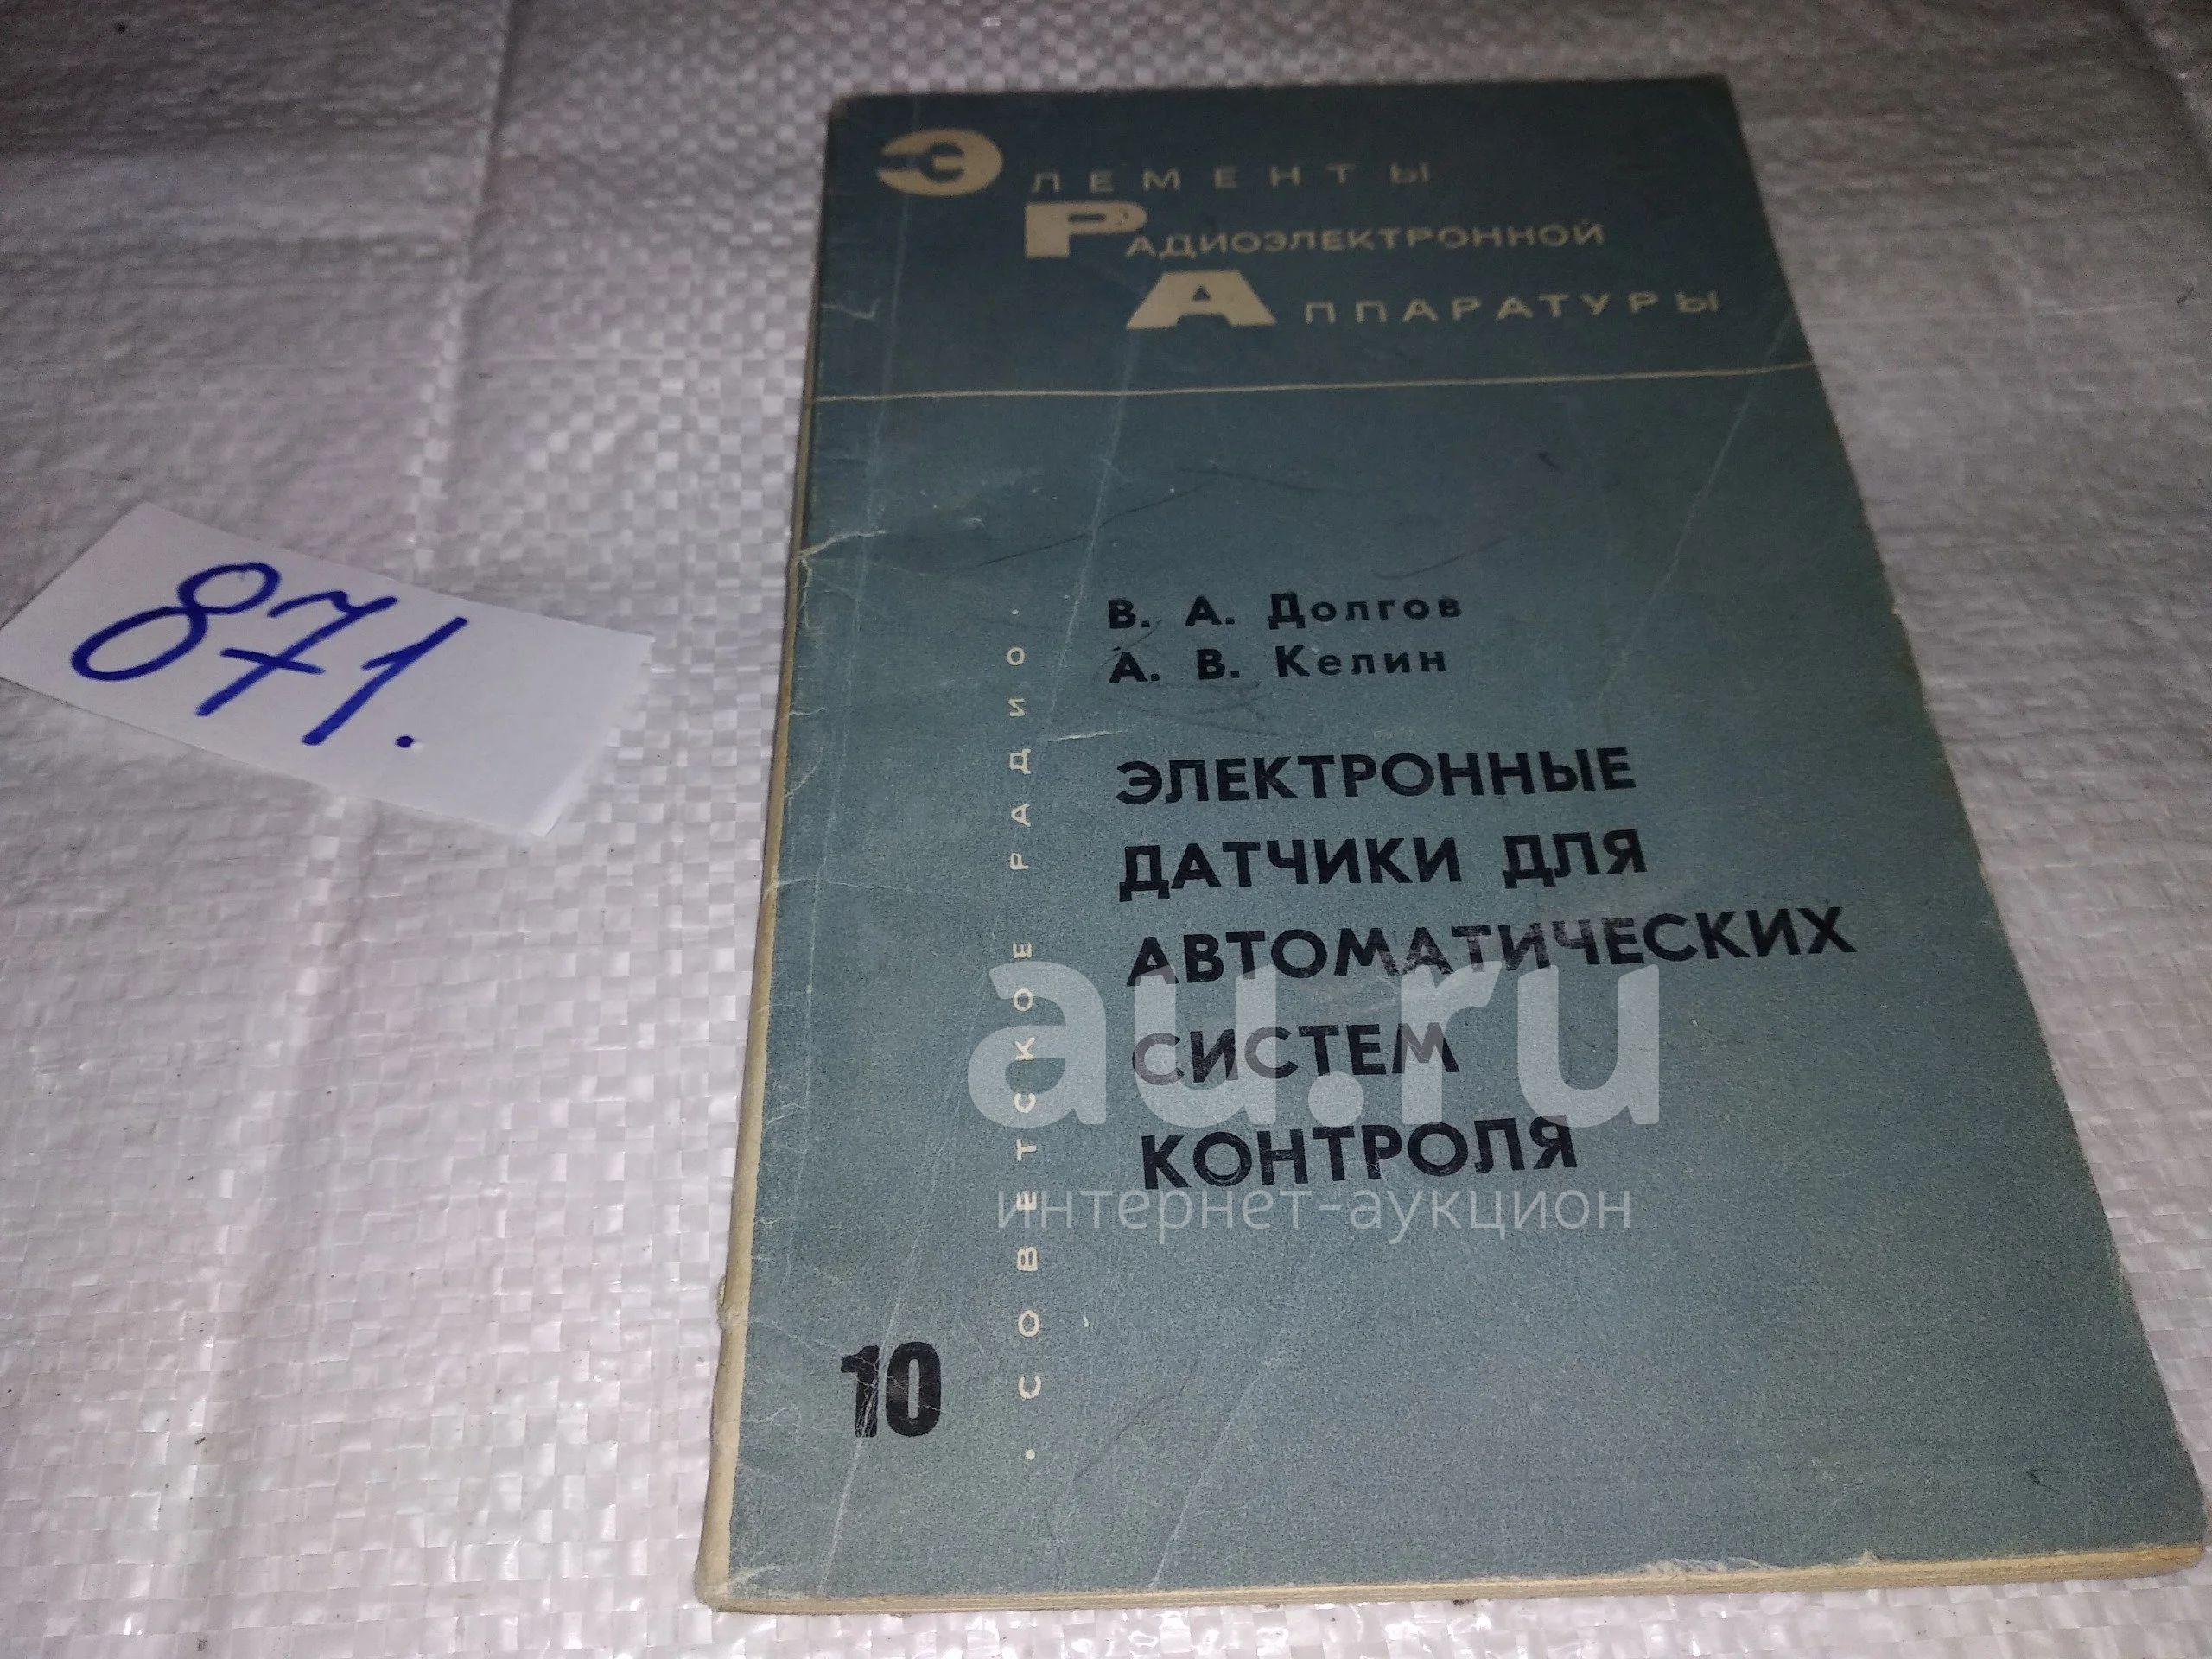 ЭЛЕМЕНТЫ
РАДИОЭЛЕКТРОННОЙ
АППАРАТУРЫ
871.
В. А. Долгов
А. В. Келин
ЭЛЕКТРОННЫЕ
ДАТЧИКИ ДЛЯ
АВТОМАТИЧЕСКИХ
СИСТЕМ
КОНТРОЛЯ
• СОВЕТСКОЕ РАДИО •
10
au.ru
интернет-аукцион